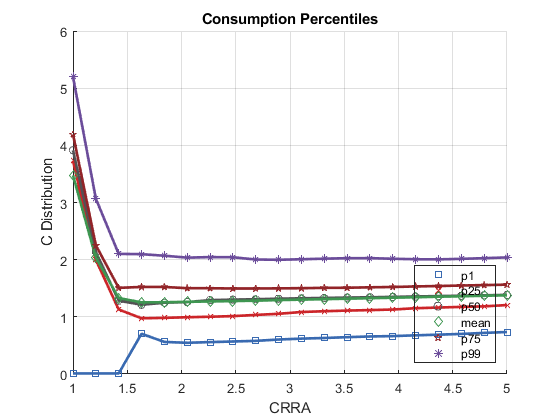 Consumption Percentiles
6
5
4
3
2
1
0
C Distribution
1 1.5 2 2.5 3 3.5 4 4.5 5
CRRA
p1
p25
p50
mean
p75
p99